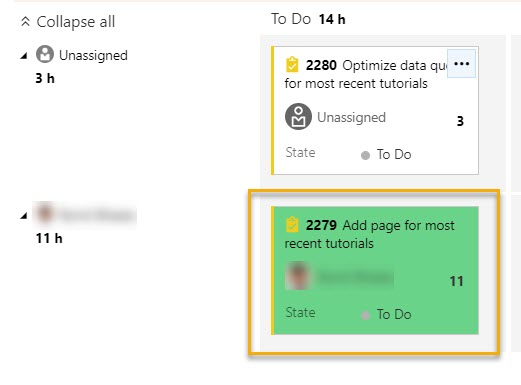 Collapse all
To Do 14 h
Unassigned
3 h
2280 Optimize data qu
for most recent tutorials
Unassigned
3
State
To Do
11 h
2279 Add page for most
recent tutorials
11
State
To Do